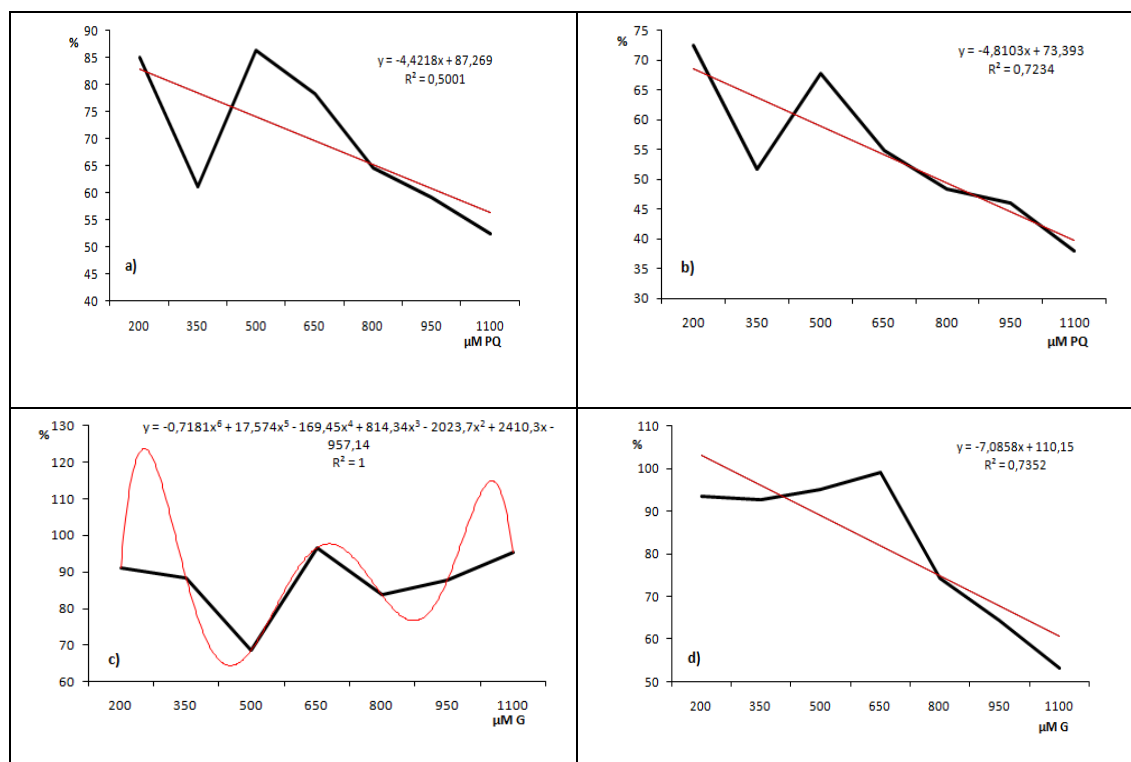 90
%
85
80
75
70
65
60
55
50
45
40
y = -4,4218x + 87,269
R² = 0,5001
a)
200 350 500 650 800 950 1100
µM PQ
75
%
70
65
60
55
50
45
40
35
30
y = -4,8103x + 73,393
R² = 0,7234
b)
200 350 500 650 800 950 1100
µM PQ
130
%
120
110
100
90
80
70
60
y = -0,7181x⁶ + 17,574x⁵ - 169,45x⁴ + 814,34x³ - 2023,7x² + 2410,3x -
957,14
R² = 1
c)
200 350 500 650 800 950 1100
µM G
110
%
100
90
80
70
60
50
y = -7,0858x + 110,15
R² = 0,7352
d)
200 350 500 650 800 950 1100
µM G